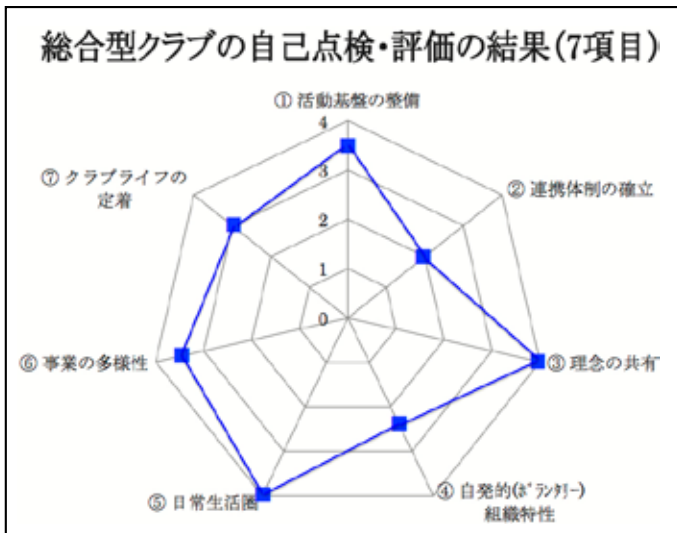 総合型クラブの自己点検・評価の結果(7項目)
① 活動基盤の整備
4
3
2
1
0
② 連携体制の確立
③ 理念の共有
④ 自発的(ﾎﾞﾗﾝﾀﾘｰ)
組織特性
⑤ 日常生活圏
⑥ 事業の多様性
⑦ クラブライフの
定着